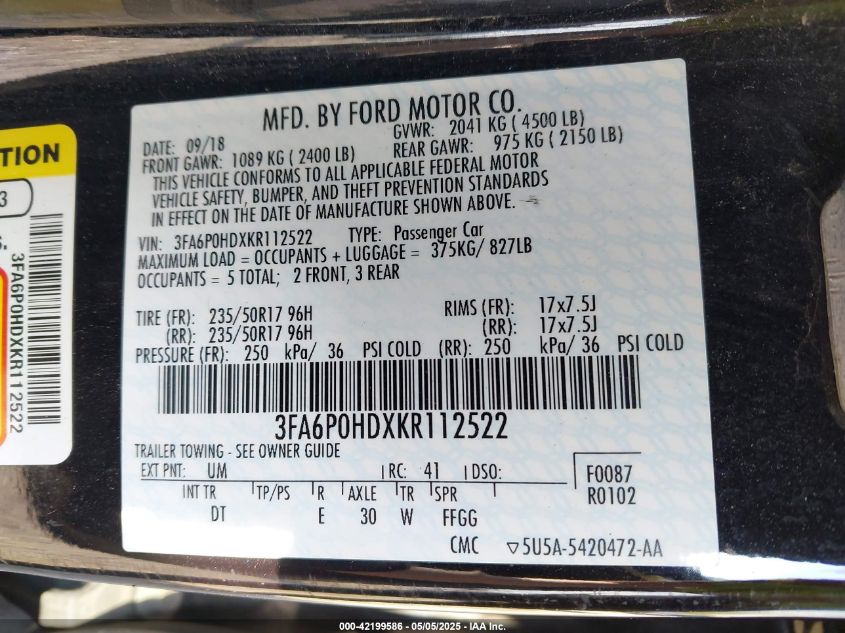 MFD. BY FORD MOTOR CO.
DATE: 09/18 GVWR: 2041 KG ( 4500 LB)
FRONT GAWR: 1089 KG ( 2400 LB) REAR GAWR: 975 KG ( 2150 LB)
THIS VEHICLE CONFORMS TO ALL APPLICABLE FEDERAL MOTOR
VEHICLE SAFETY, BUMPER, AND THEFT PREVENTION STANDARDS
IN EFFECT ON THE DATE OF MANUFACTURE SHOWN ABOVE.
VIN: 3FA6P0HDXKR112522 TYPE: Passenger Car
MAXIMUM LOAD = OCCUPANTS + LUGGAGE = 375KG/ 827LB
OCCUPANTS = 5 TOTAL; 2 FRONT, 3 REAR
TIRE (FR): 235/50R17 96H RIMS (FR): 17x7.5J
(RR): 235/50R17 96H (RR): 17x7.5J
PRESSURE (FR): 250 kPa/ 36 PSI COLD (RR): 250 kPa/ 36 PSI COLD
3FA6P0HDXKR112522
TRAILER TOWING - SEE OWNER GUIDE
EXT PNT: UM RC: 41 DSO: F0087
R0102
INT TR TP/PS R AXLE TR SPR
DT E 30 W FFGG
CMC ▽5U5A-5420472-AA
TION
3
S.
3FA6P0HDXKR112522
000-42199586 - 05/05/2025 - IAA Inc.